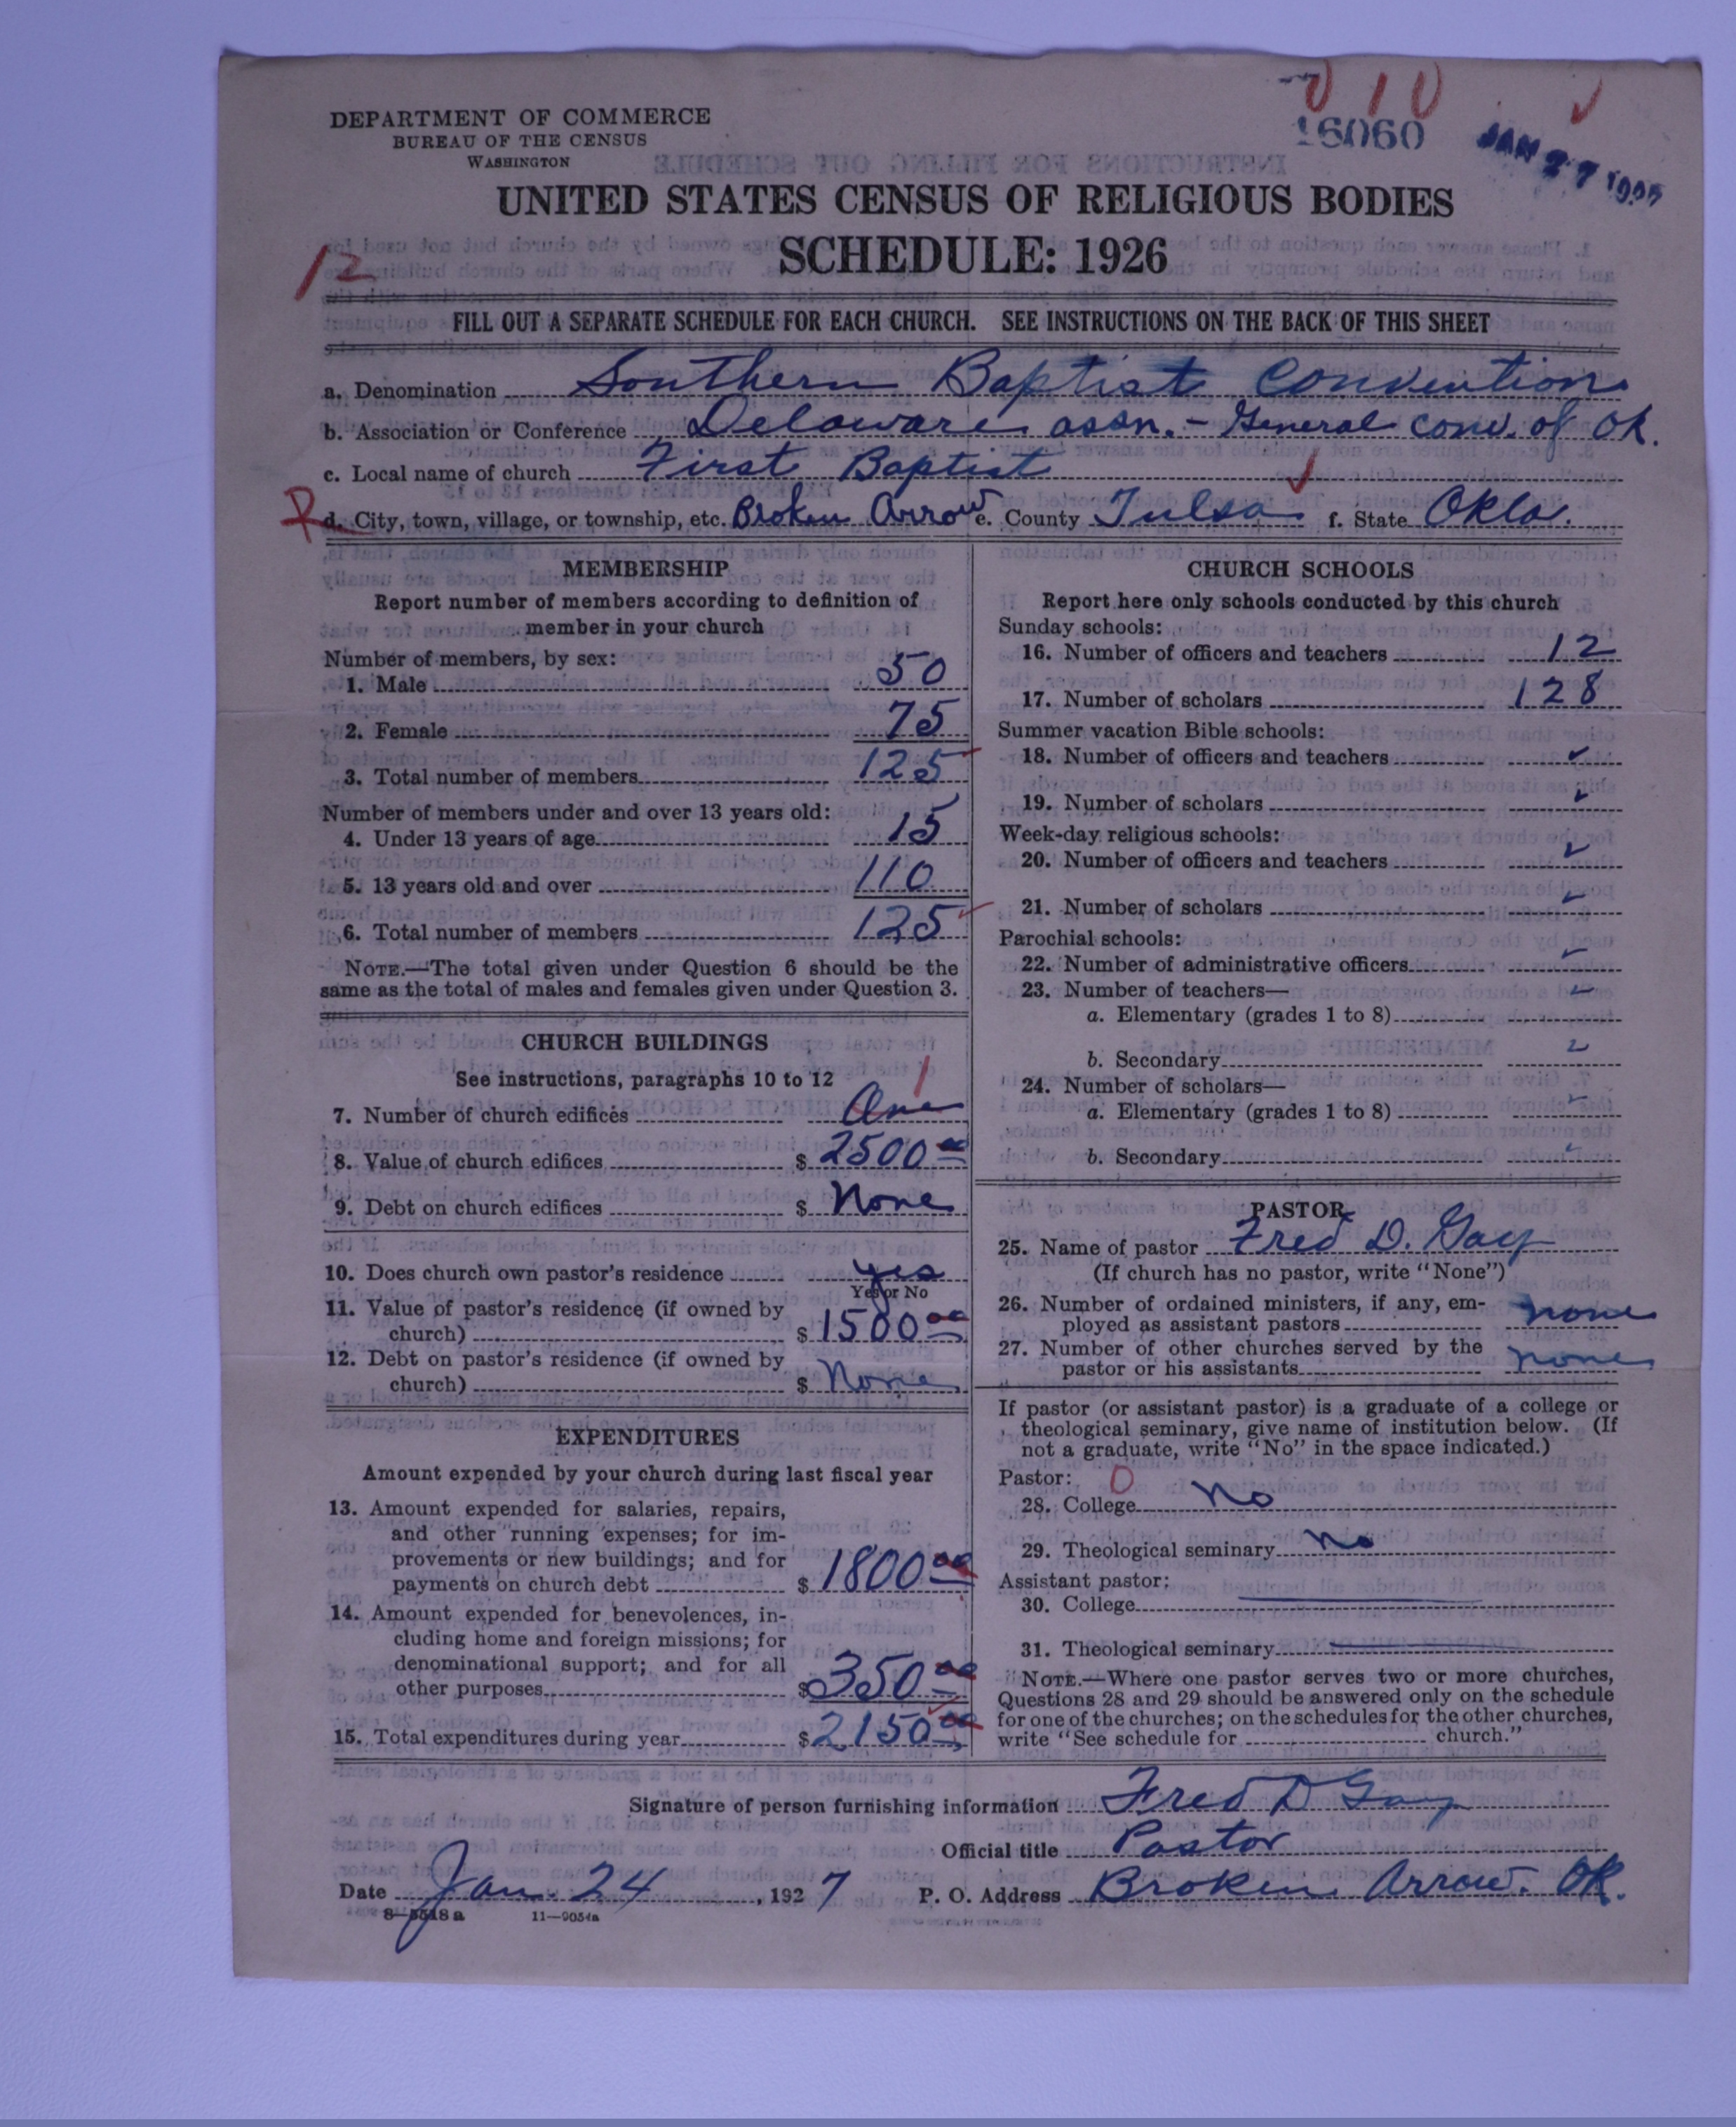 DEPARTMENT OF COMMERCE
BUREAU OF THE CENSUS
WASHINGTON
0 1 0
16060
JAN 27
UNITED STATES CENSUS OF RELIGIOUS BODIES
SCHEDULE: 1926
12
FILL OUT A SEPARATE SCHEDULE FOR EACH CHURCH. SEE INSTRUCTIONS ON THE BACK OF THIS SHEET
a. Denomination Southern Baptist Convention
b. Association or Conference Delaware assn. - General conv. of Ok.
c. Local name of church First Baptist
R d. City, town, village, or township, etc. Broken Arrow e. County Tulsa f. State Okla.
MEMBERSHIP
Report number of members according to definition of
member in your church
Number of members, by sex:
1. Male 50
2. Female 75
3. Total number of members 125
Number of members under and over 13 years old:
4. Under 13 years of age 15
5. 13 years old and over 110
6. Total number of members 125
NOTE.—The total given under Question 6 should be the
same as the total of males and females given under Question 3.
CHURCH BUILDINGS
See instructions, paragraphs 10 to 12
1
7. Number of church edifices One
8. Value of church edifices $ 2500 00
9. Debt on church edifices $ None
10. Does church own pastor's residence yes
Yes or No
11. Value of pastor's residence (if owned by
church) $ 1500 00
12. Debt on pastor's residence (if owned by
church) $ None
EXPENDITURES
Amount expended by your church during last fiscal year
13. Amount expended for salaries, repairs,
and other running expenses; for im-
provements or new buildings; and for
payments on church debt $ 1800 00
14. Amount expended for benevolences, in-
cluding home and foreign missions; for
denominational support; and for all
other purposes $ 350 00
15. Total expenditures during year $ 2150 00
CHURCH SCHOOLS
Report here only schools conducted by this church
Sunday schools:
16. Number of officers and teachers 12
17. Number of scholars 128
Summer vacation Bible schools:
18. Number of officers and teachers ✓
19. Number of scholars ✓
Week-day religious schools:
20. Number of officers and teachers ✓
21. Number of scholars ✓
Parochial schools:
22. Number of administrative officers ✓
23. Number of teachers— ✓
a. Elementary (grades 1 to 8)
b. Secondary ✓
24. Number of scholars—
a. Elementary (grades 1 to 8) ✓
b. Secondary ✓
PASTOR
25. Name of pastor Fred D. Gay
(If church has no pastor, write "None")
26. Number of ordained ministers, if any, em-
ployed as assistant pastors none
27. Number of other churches served by the
pastor or his assistants none
If pastor (or assistant pastor) is a graduate of a college or
theological seminary, give name of institution below. (If
not a graduate, write "No" in the space indicated.)
Pastor: 0
28. College No
29. Theological seminary No
Assistant pastor:
30. College
31. Theological seminary
NOTE.—Where one pastor serves two or more churches,
Questions 28 and 29 should be answered only on the schedule
for one of the churches; on the schedules for the other churches,
write "See schedule for church."
Signature of person furnishing information Fred D Gay
Official title Pastor
Date Jan. 24, 1927 P. O. Address Broken Arrow. Ok.
8—5518 a 11—9054a